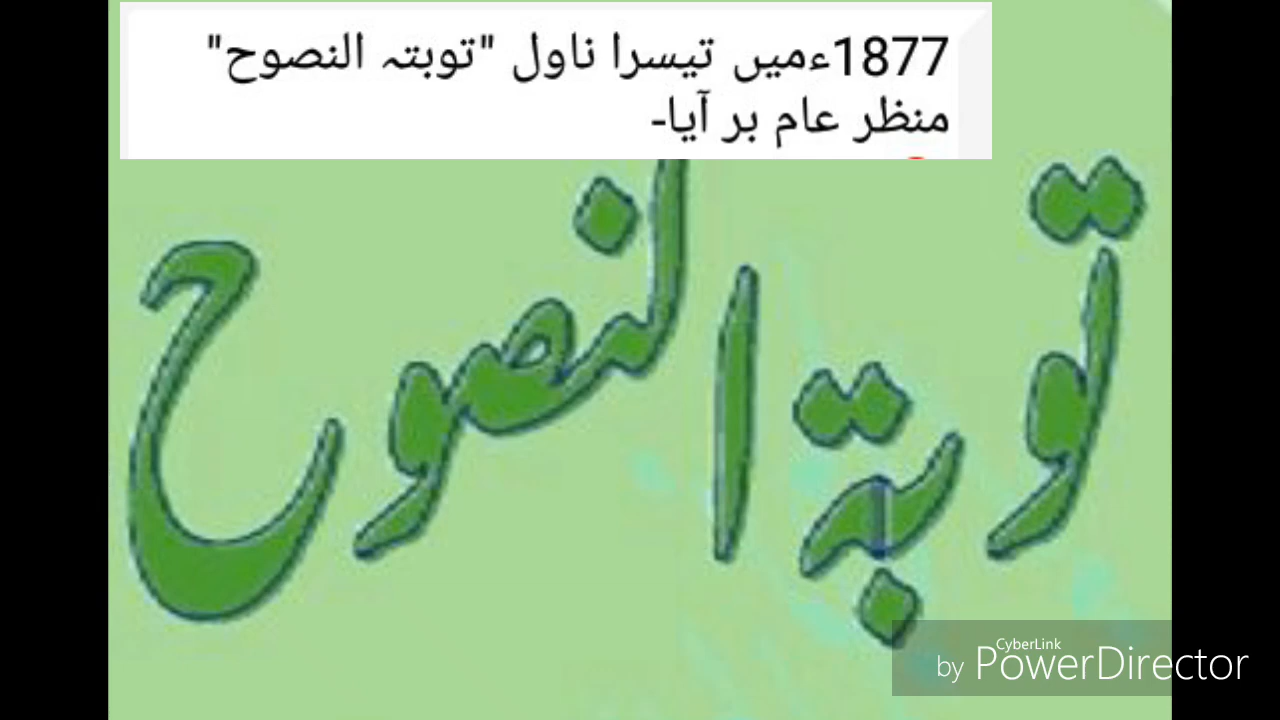 1877ءمیں تیسرا ناول "توبتہ النصوح"
منظر عام بر آیا-
توبۃ النصوح
CyberLink
by PowerDirector